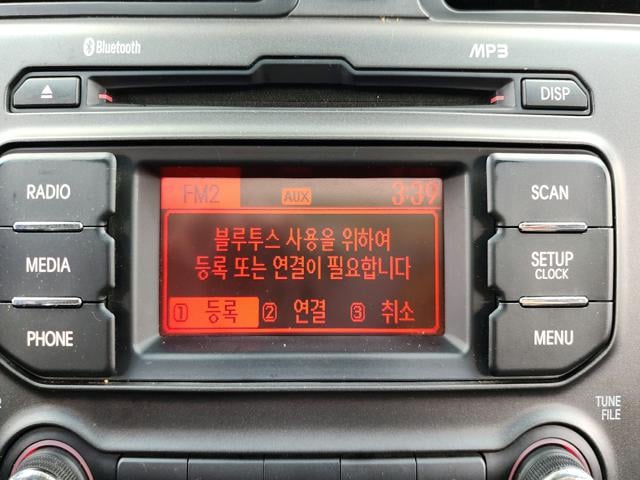 Bluetooth
MP3
DISP
RADIO
MEDIA
PHONE
FM2 AUX 3:39
블루투스 사용을 위하여
등록 또는 연결이 필요합니다
1 등록 2 연결 3 취소
SCAN
SETUP
CLOCK
MENU
TUNE
FILE